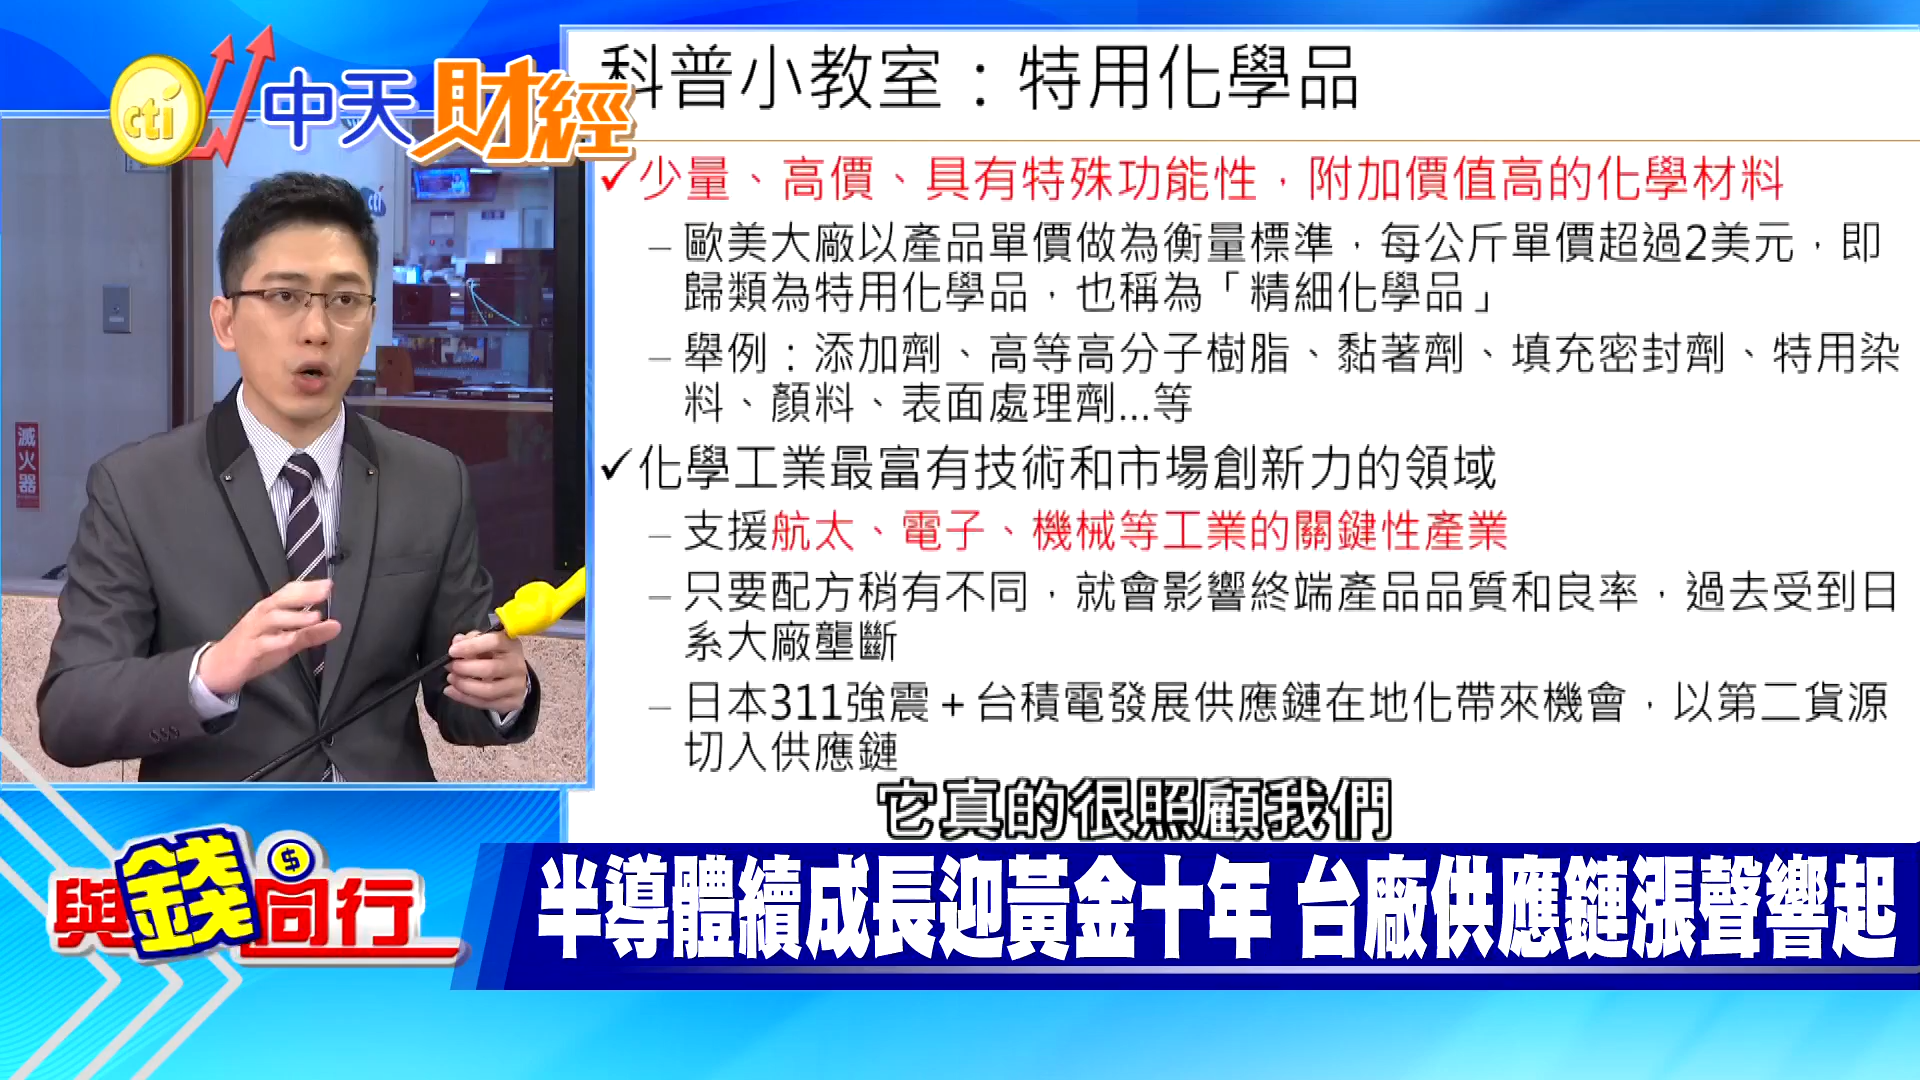 cti
中天財經
cti
滅火器
科普小教室：特用化學品
✓少量、高價、具有特殊功能性，附加價值高的化學材料
– 歐美大廠以產品單價做為衡量標準，每公斤單價超過2美元，即
歸類為特用化學品，也稱為「精細化學品」
– 舉例：添加劑、高等高分子樹脂、黏著劑、填充密封劑、特用染
料、顏料、表面處理劑...等
✓化學工業最富有技術和市場創新力的領域
– 支援航太、電子、機械等工業的關鍵性產業
– 只要配方稍有不同，就會影響終端產品品質和良率，過去受到日
系大廠壟斷
– 日本311強震＋台積電發展供應鏈在地化帶來機會，以第二貨源
切入供應鏈
它真的很照顧我們
與錢同行
$
半導體續成長迎黃金十年 台廠供應鏈漲聲響起